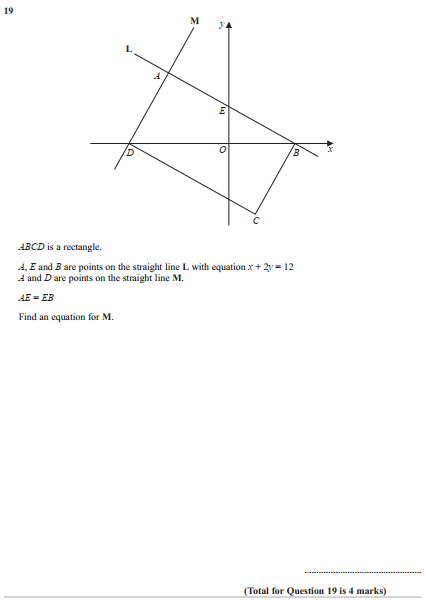 19
M
y
L
A
E
D
O
B
x
C
ABCD is a rectangle.
A, E and B are points on the straight line L with equation x + 2y = 12
A and D are points on the straight line M.
AE = EB
Find an equation for M.
(Total for Question 19 is 4 marks)